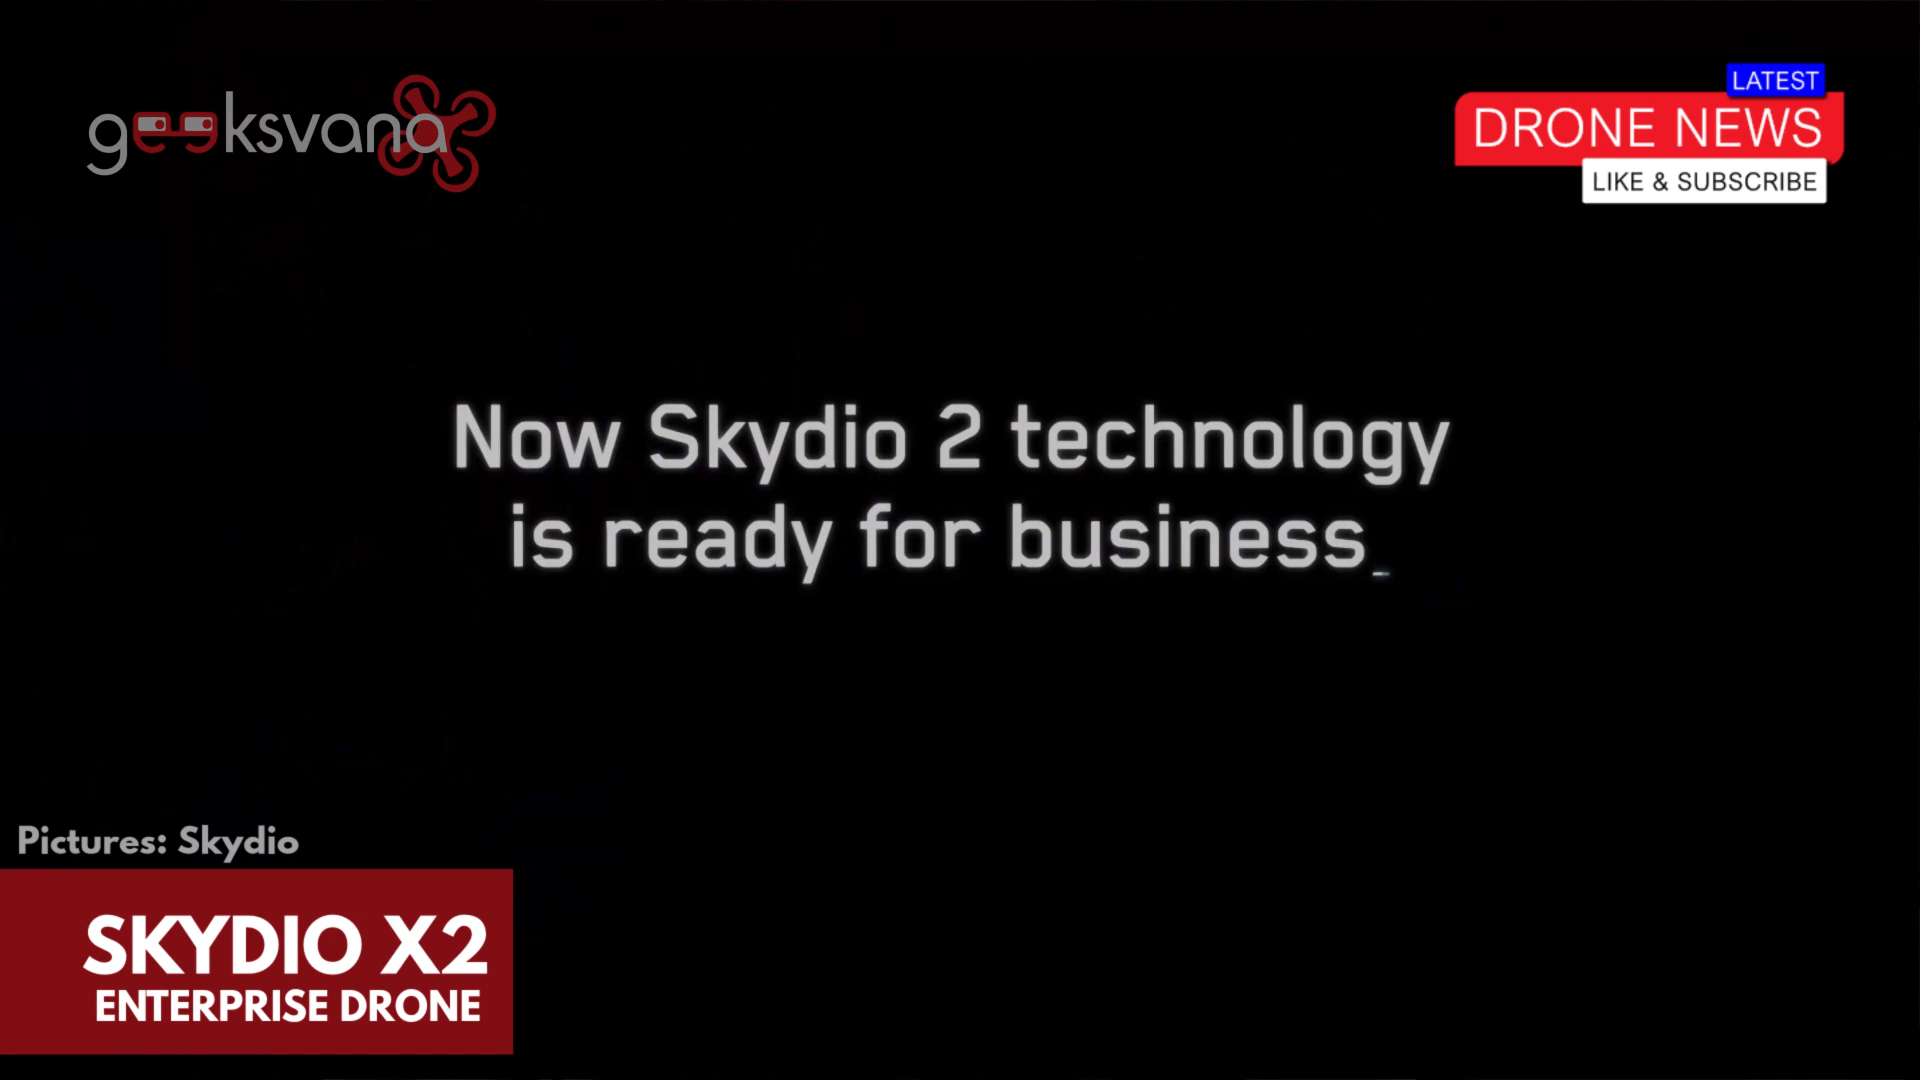 geeksvana
LATEST
DRONE NEWS
LIKE & SUBSCRIBE
Now Skydio 2 technology
is ready for business_
Pictures: Skydio
SKYDIO X2
ENTERPRISE DRONE